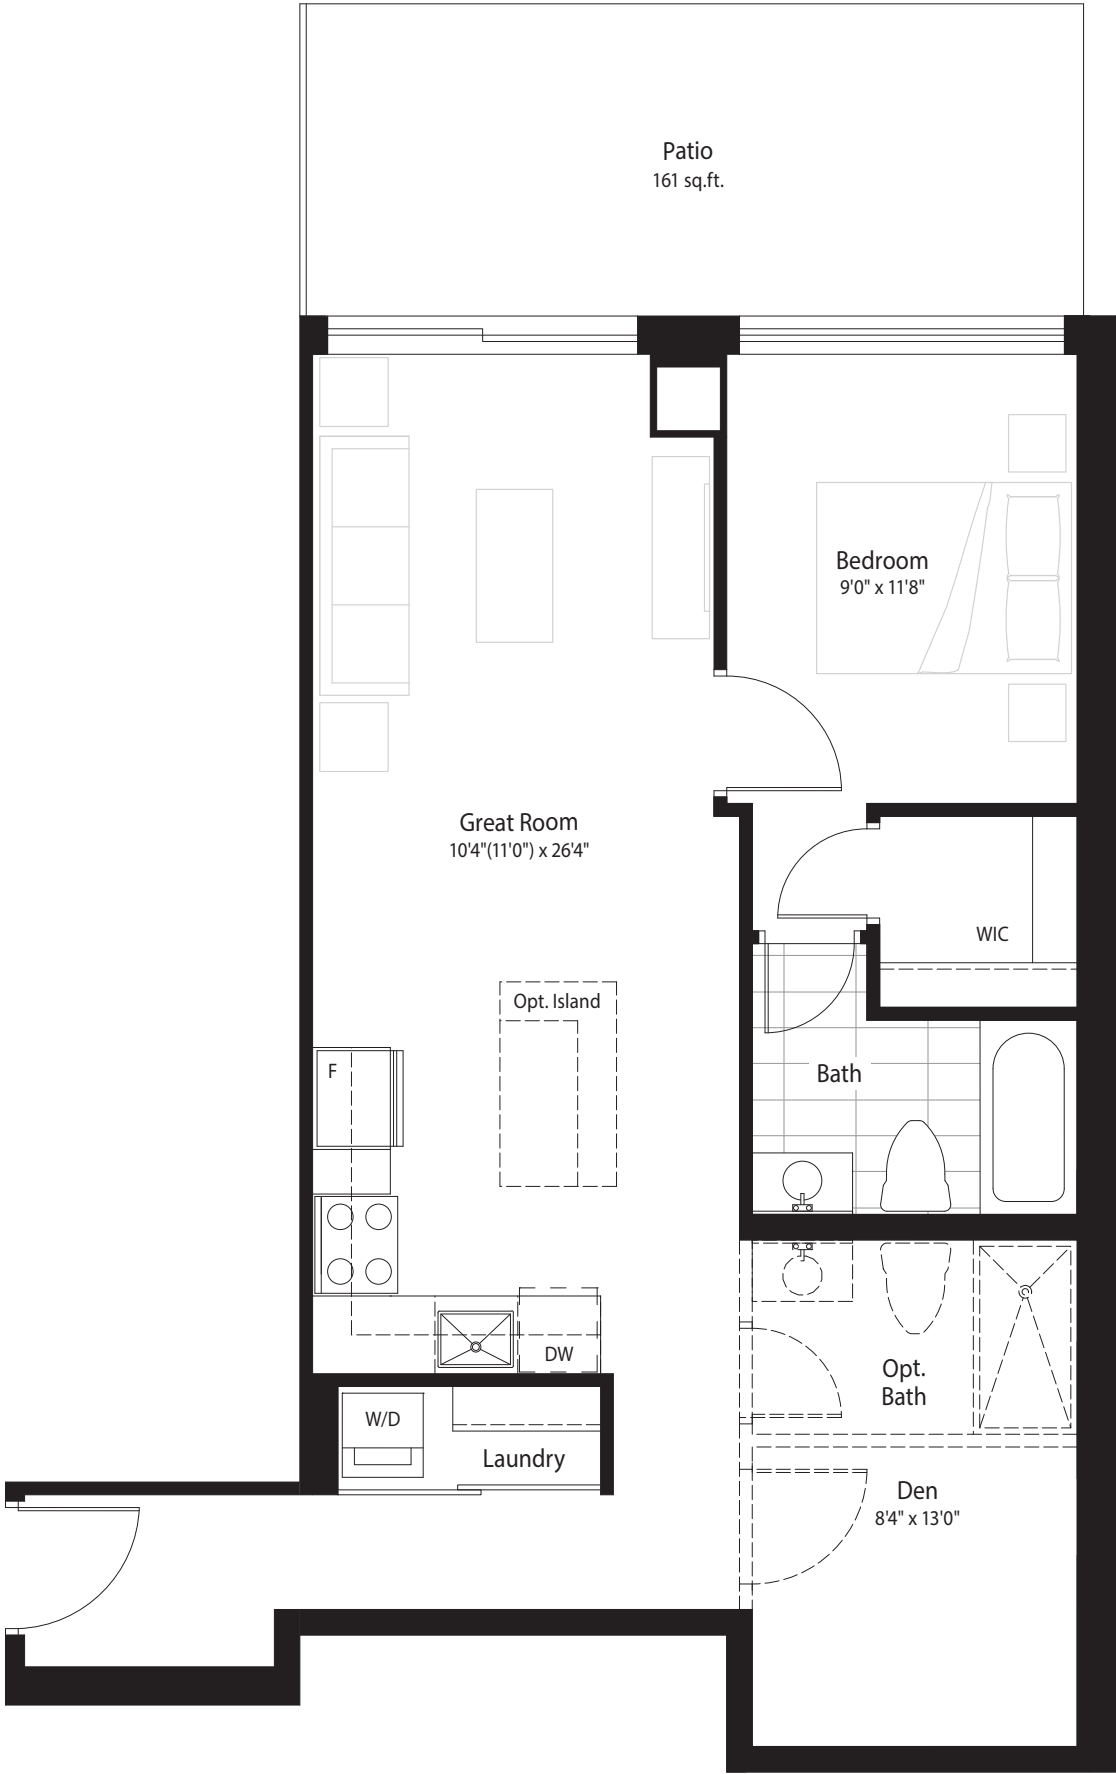 Patio
161 sq.ft.
Bedroom
9'0" x 11'8"
Great Room
10'4"(11'0") x 26'4"
WIC
Opt. Island
F
Bath
DW
Opt.
Bath
W/D
Laundry
Den
8'4" x 13'0"